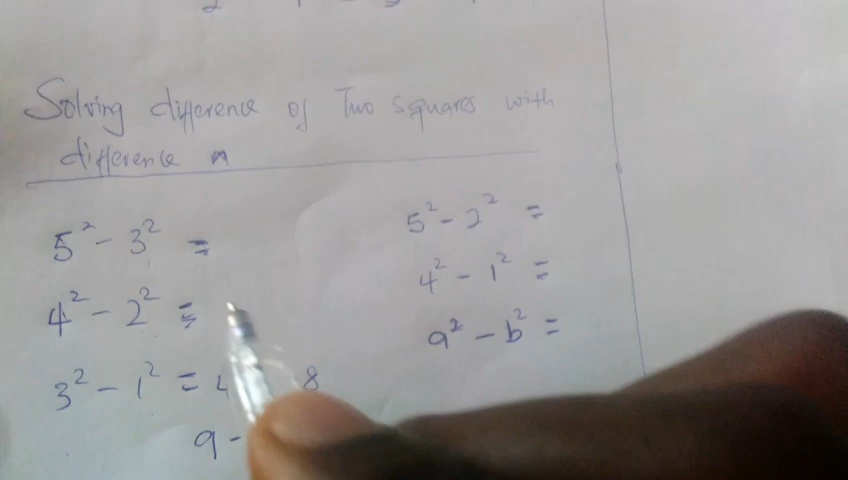 Solving difference of Two squares with
difference n
5² - 3² =
5² - 2² =
4² - 2² =
4² - 1² =
a² - b² =
3² - 1² = 4 8
9 -